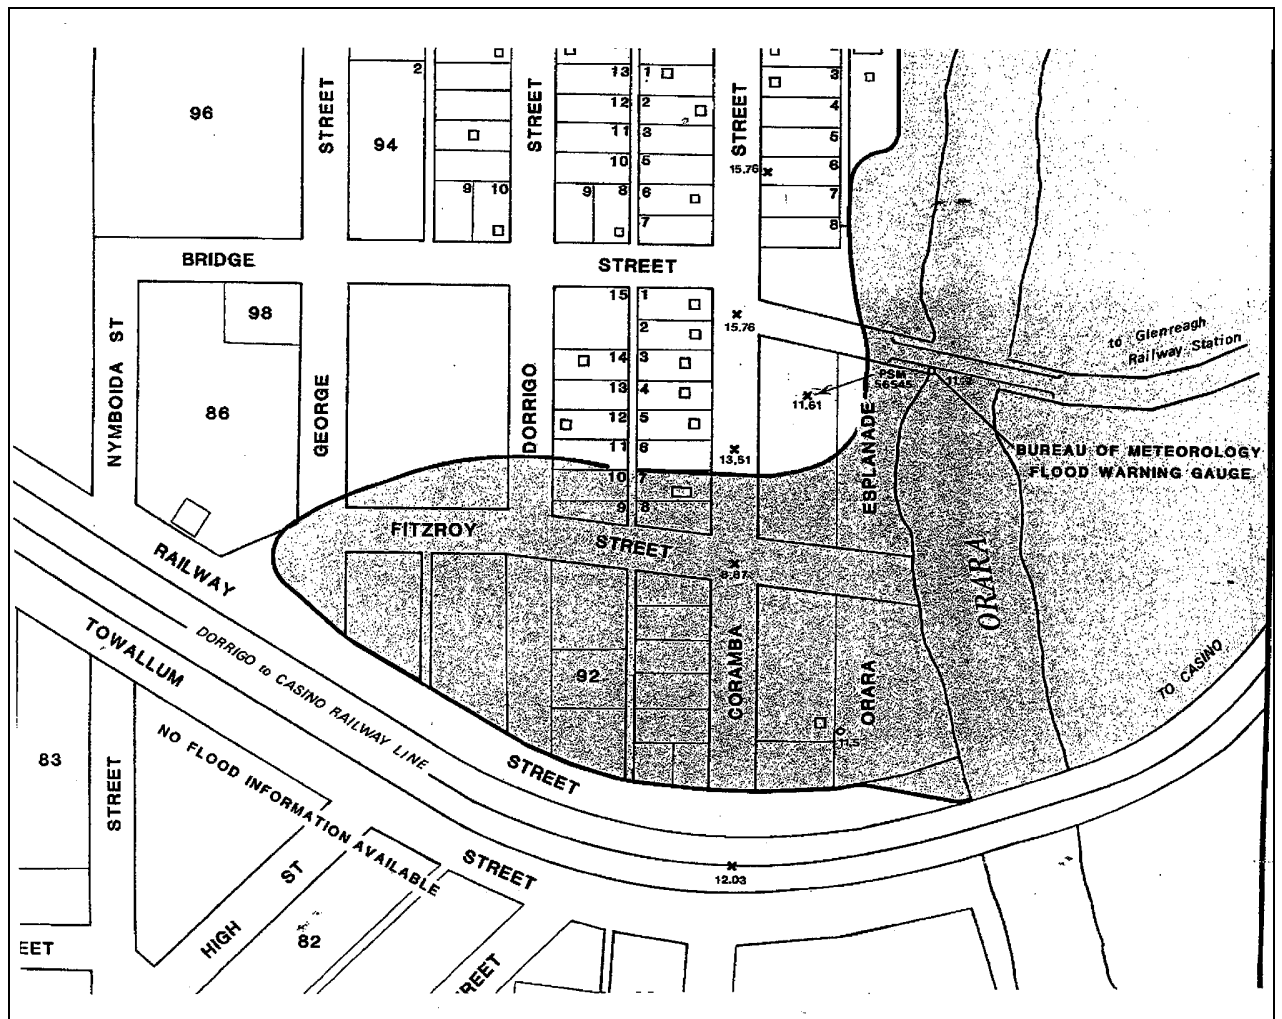 96
STREET
2
94
9
10
STREET
13
12
11
10
9
8
1
2
3
5
6
7
STREET
15.76
3
4
5
6
7
8
BRIDGE
STREET
98
86
NYMBOIDA ST
GEORGE
DORRIGO
15
14
13
12
11
10
9
1
2
3
4
5
6
7
8
15.76
13.51
11.61
PSM
56545
ESPLANADE
to Glenreagh
Railway Station
BUREAU OF METEOROLOGY
FLOOD WARNING GAUGE
FITZROY
STREET
8.87
ORARA
RAILWAY
STREET
TOWALLUM
STREET
DORRIGO to CASINO RAILWAY LINE
NO FLOOD INFORMATION AVAILABLE
92
CORAMBA
ORARA
11.5
TO CASINO
83
STREET
12.03
HIGH
ST
82
EET
REET